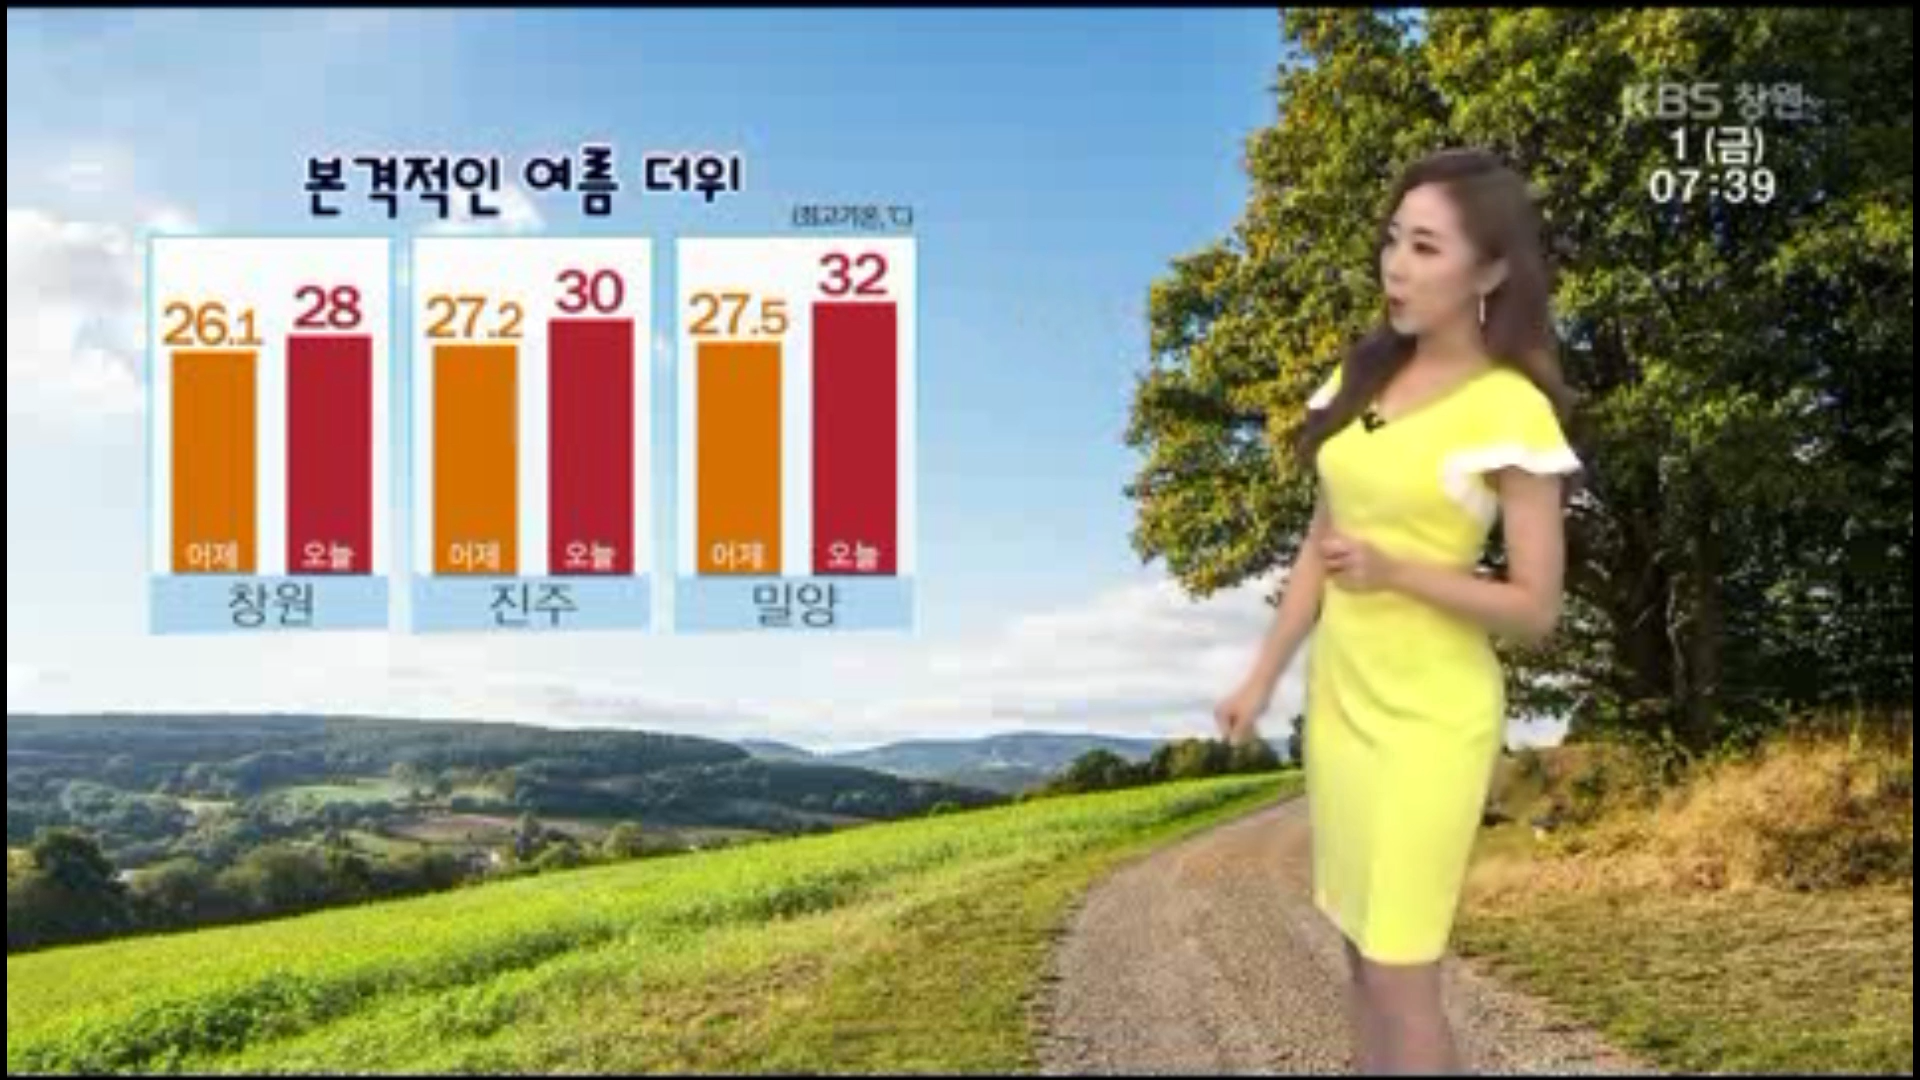 KBS 창원
1 (금)
07:39
본격적인 여름 더위
(최고기온, ℃)
26.1 28
어제 오늘
창원
27.2 30
어제 오늘
진주
27.5 32
어제 오늘
밀양